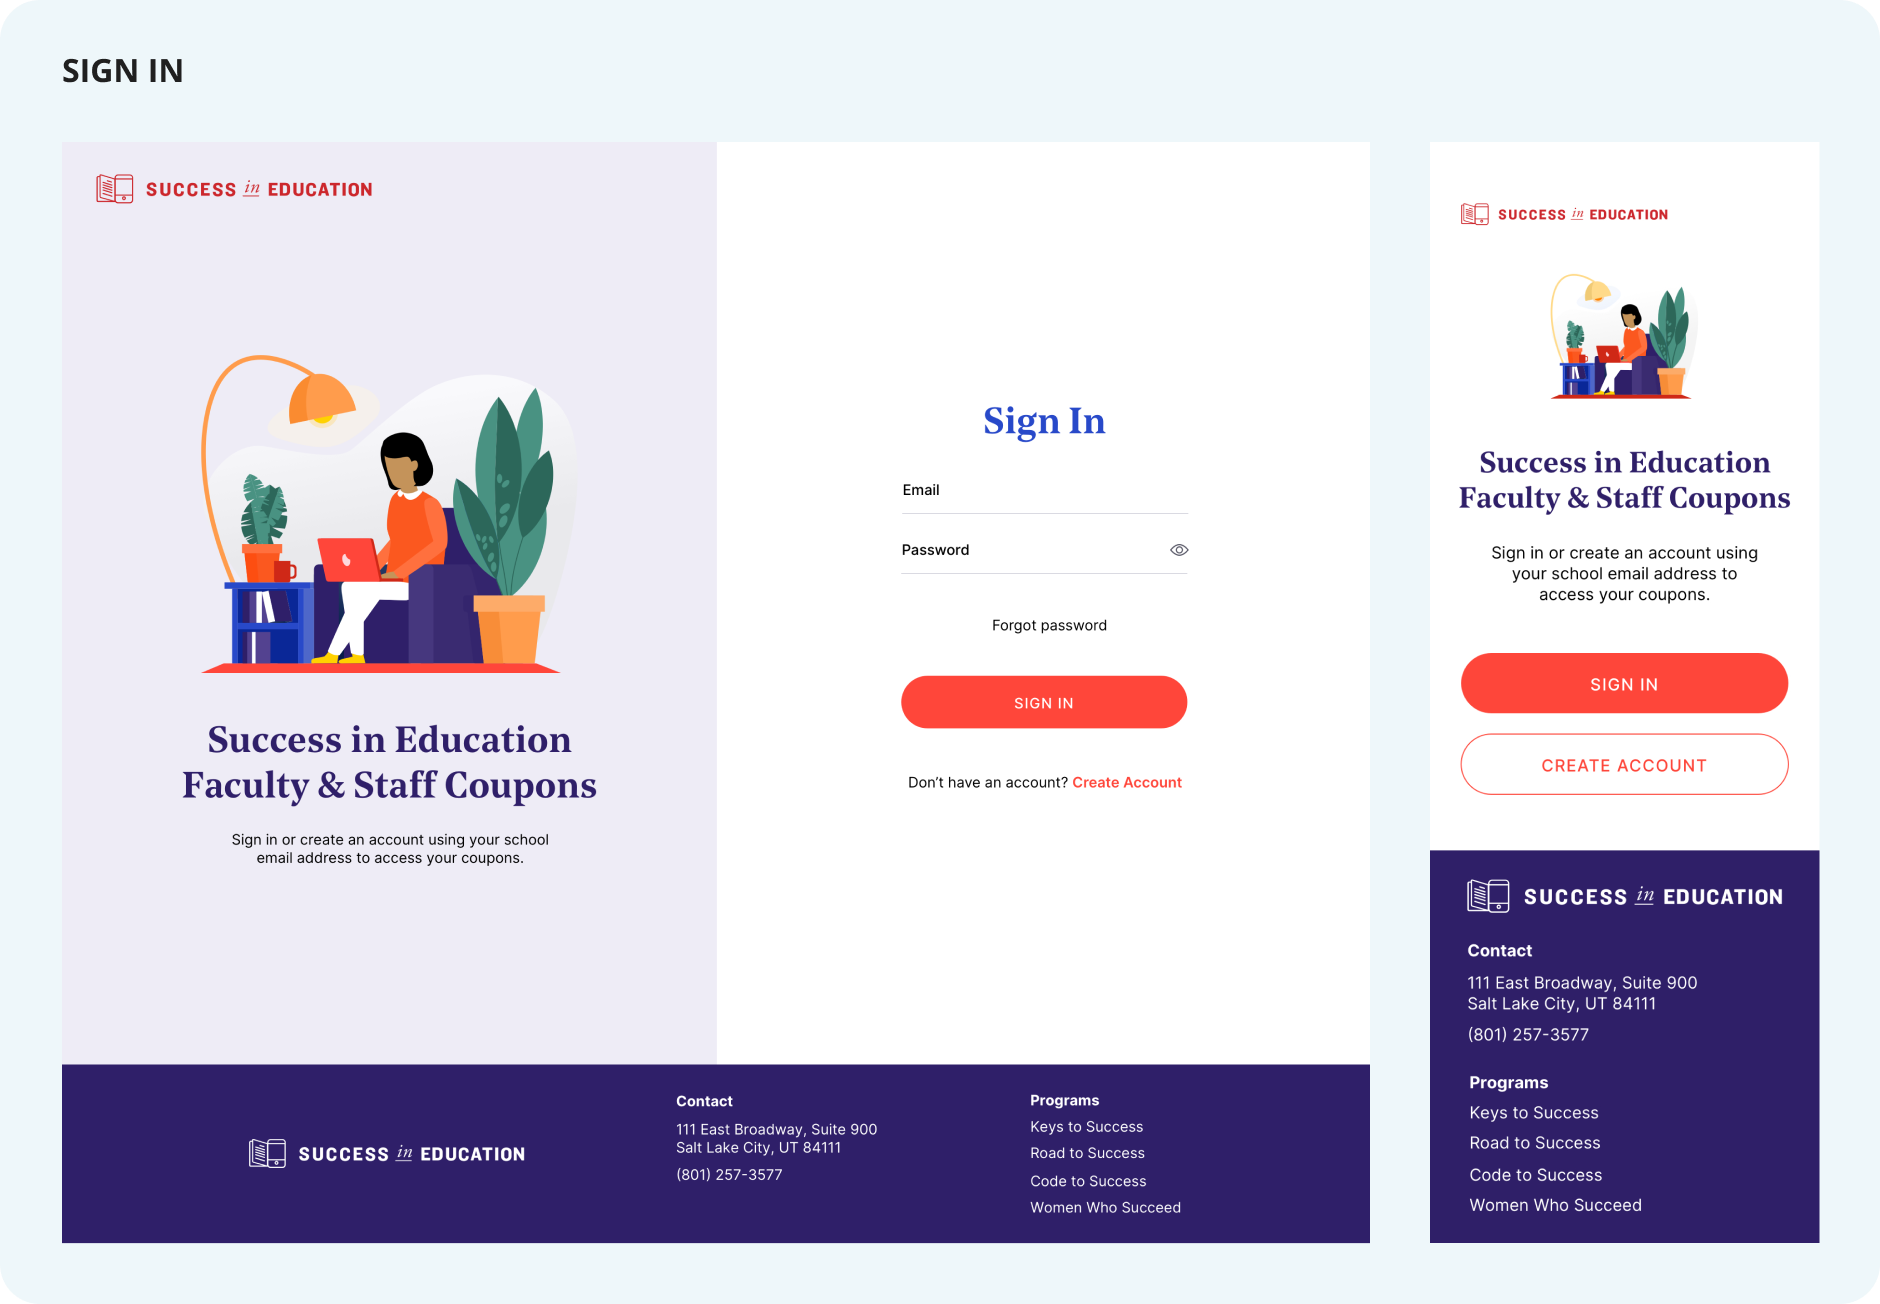 SIGN IN
SUCCESS in EDUCATION
Success in Education
Faculty & Staff Coupons
Sign in or create an account using your school
email address to access your coupons.
Sign In
Email
Password
Forgot password
SIGN IN
Don’t have an account? Create Account
SUCCESS in EDUCATION
Contact
111 East Broadway, Suite 900
Salt Lake City, UT 84111
(801) 257-3577
Programs
Keys to Success
Road to Success
Code to Success
Women Who Succeed
SUCCESS in EDUCATION
Success in Education
Faculty & Staff Coupons
Sign in or create an account using
your school email address to
access your coupons.
SIGN IN
CREATE ACCOUNT
SUCCESS in EDUCATION
Contact
111 East Broadway, Suite 900
Salt Lake City, UT 84111
(801) 257-3577
Programs
Keys to Success
Road to Success
Code to Success
Women Who Succeed